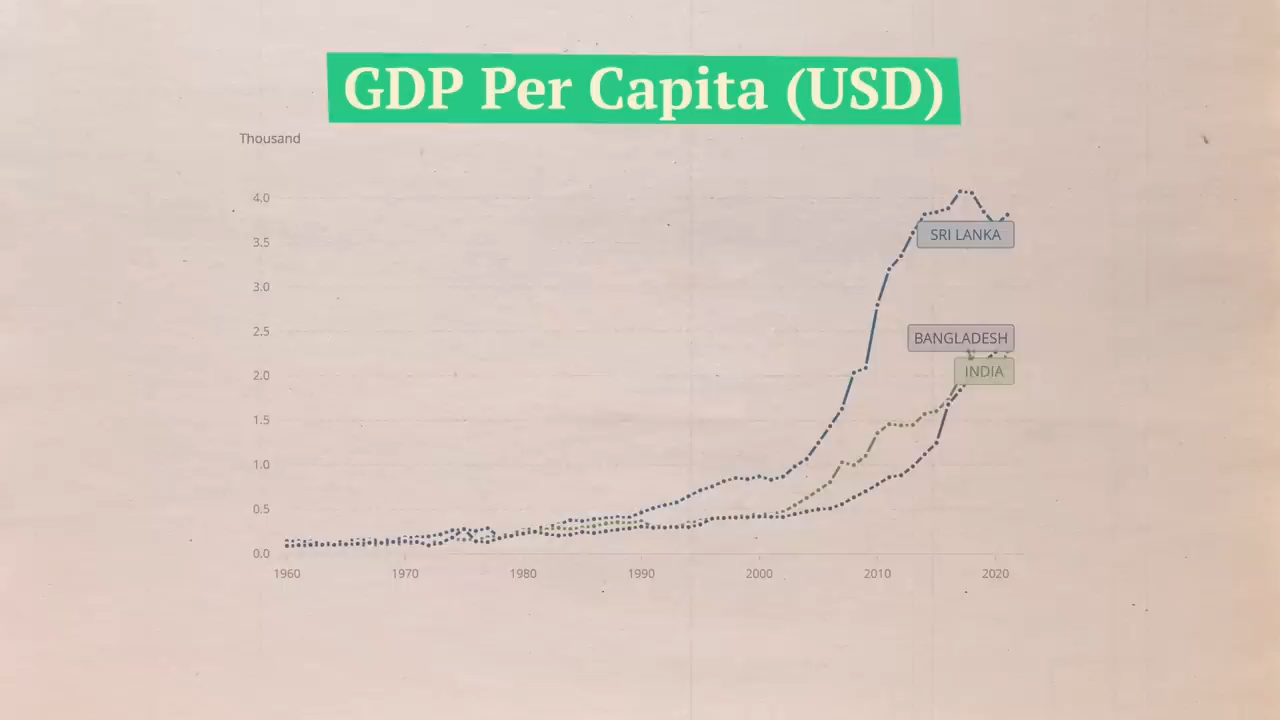 GDP Per Capita (USD)
Thousand
4.0
3.5
SRI LANKA
3.0
2.5
BANGLADESH
2.0
INDIA
1.5
1.0
0.5
0.0
1960 1970 1980 1990 2000 2010 2020